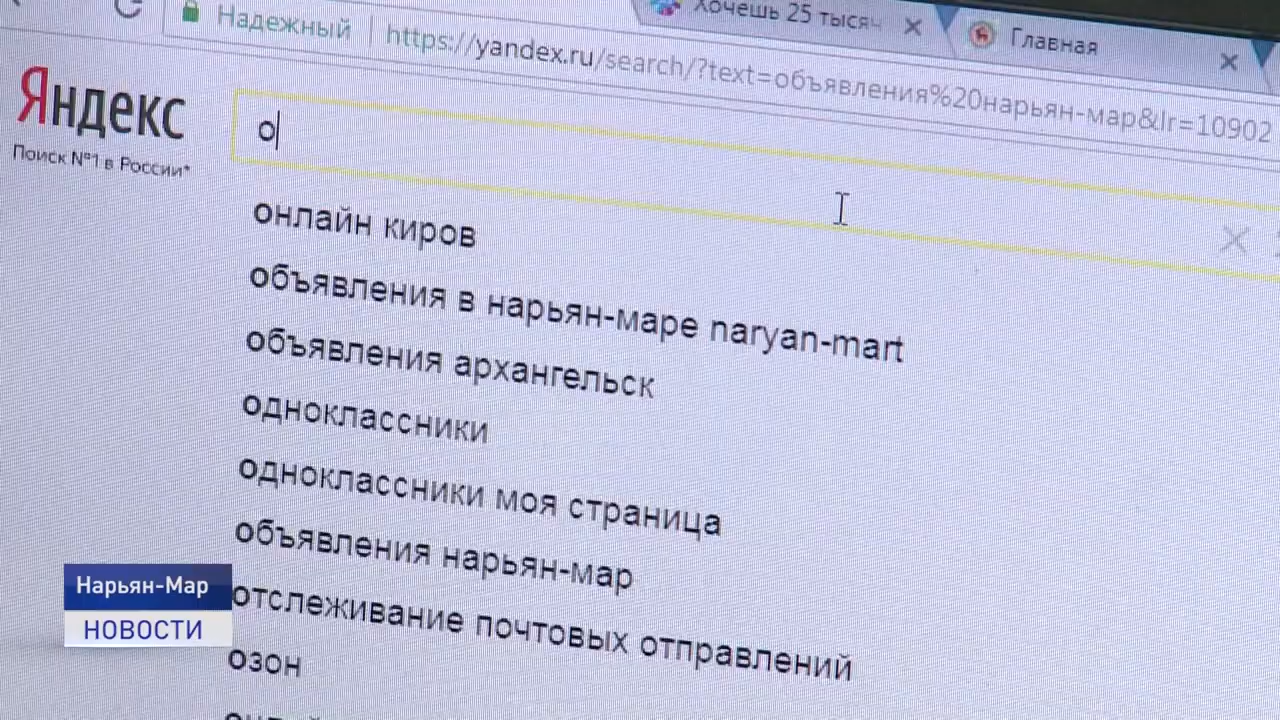 Хочешь 25 тысяч
Главная
Надежный
https://yandex.ru/search/?text=объявления%20нарьян-мар&lr=10902
Яндекс
Поиск №1 в России*
о
онлайн киров
объявления в нарьян-маре naryan-mart
объявления архангельск
одноклассники
одноклассники моя страница
объявления нарьян-мар
отслеживание почтовых отправлений
озон
Нарьян-Мар
НОВОСТИ